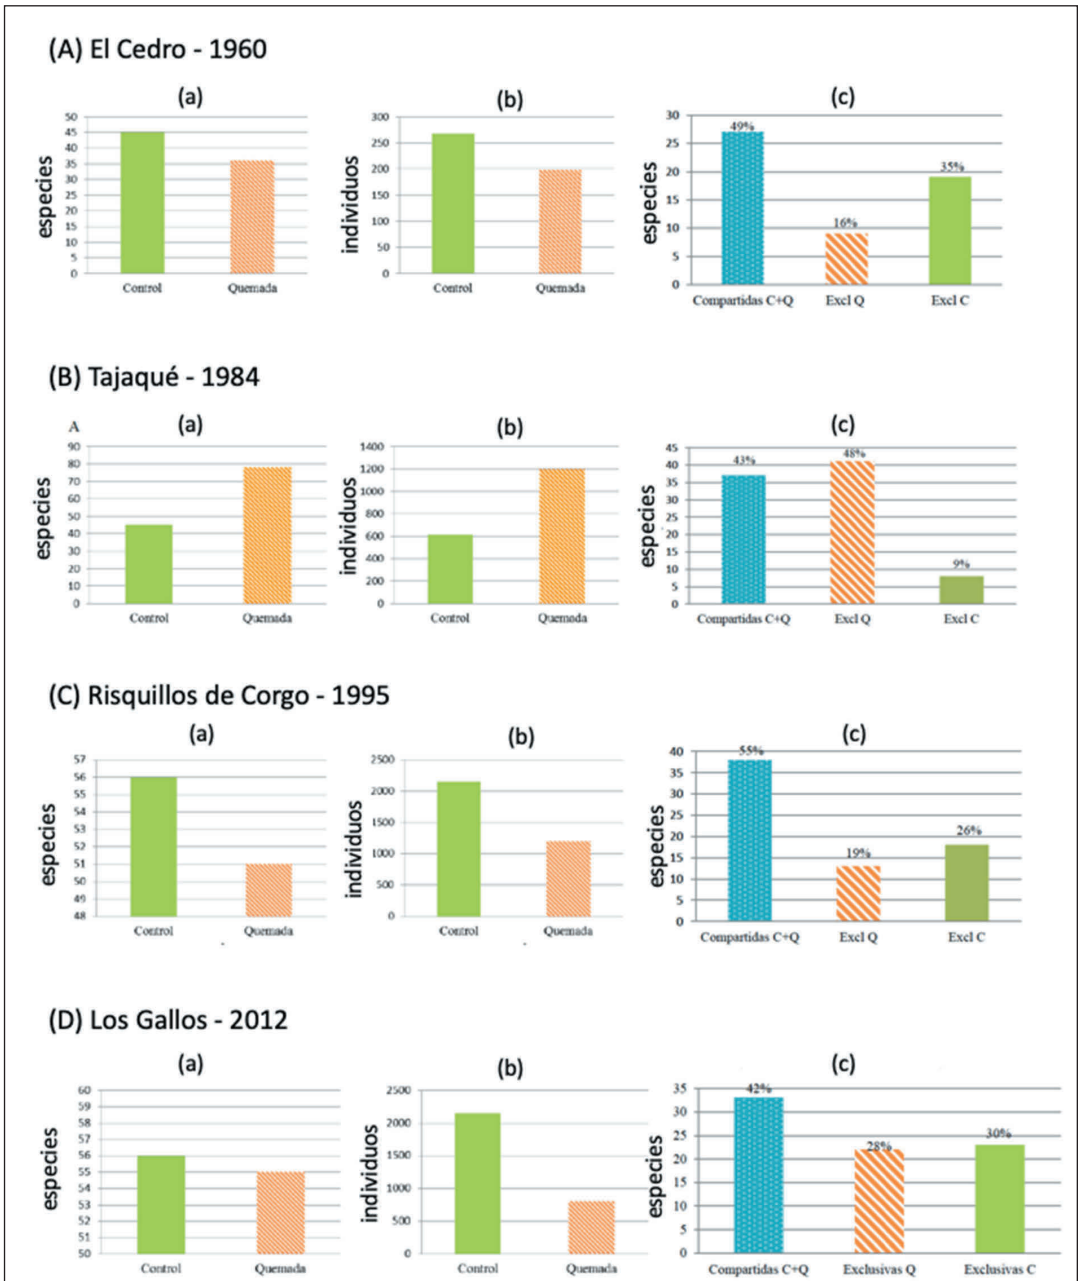 (A) El Cedro - 1960
(a)
(b)
(c)
especies
50
45
40
35
30
25
20
15
10
5
0
Control
Quemada
individuos
300
250
200
150
100
50
0
Control
Quemada
especies
30
25
20
15
10
5
0
49%
16%
35%
Compartidas C+Q
Excl Q
Excl C
(B) Tajaqué - 1984
A
(a)
(b)
(c)
especies
90
80
70
60
50
40
30
20
10
0
Control
Quemada
individuos
1400
1200
1000
800
600
400
200
0
Control
Quemada
especies
45
40
35
30
25
20
15
10
5
0
43%
48%
9%
Compartidas C+Q
Excl Q
Excl C
(C) Risquillos de Corgo - 1995
(a)
(b)
(c)
especies
57
56
55
54
53
52
51
50
49
48
Control
Quemada
individuos
2500
2000
1500
1000
500
0
Control
Quemada
especies
40
35
30
25
20
15
10
5
0
55%
19%
26%
Compartidas C+Q
Excl Q
Excl C
(D) Los Gallos - 2012
(a)
(b)
(c)
especies
60
59
58
57
56
55
54
53
52
51
50
Control
Quemada
individuos
2500
2000
1500
1000
500
0
Control
Quemada
especies
35
30
25
20
15
10
5
0
42%
28%
30%
Compartidas C+Q
Exclusivas Q
Exclusivas C